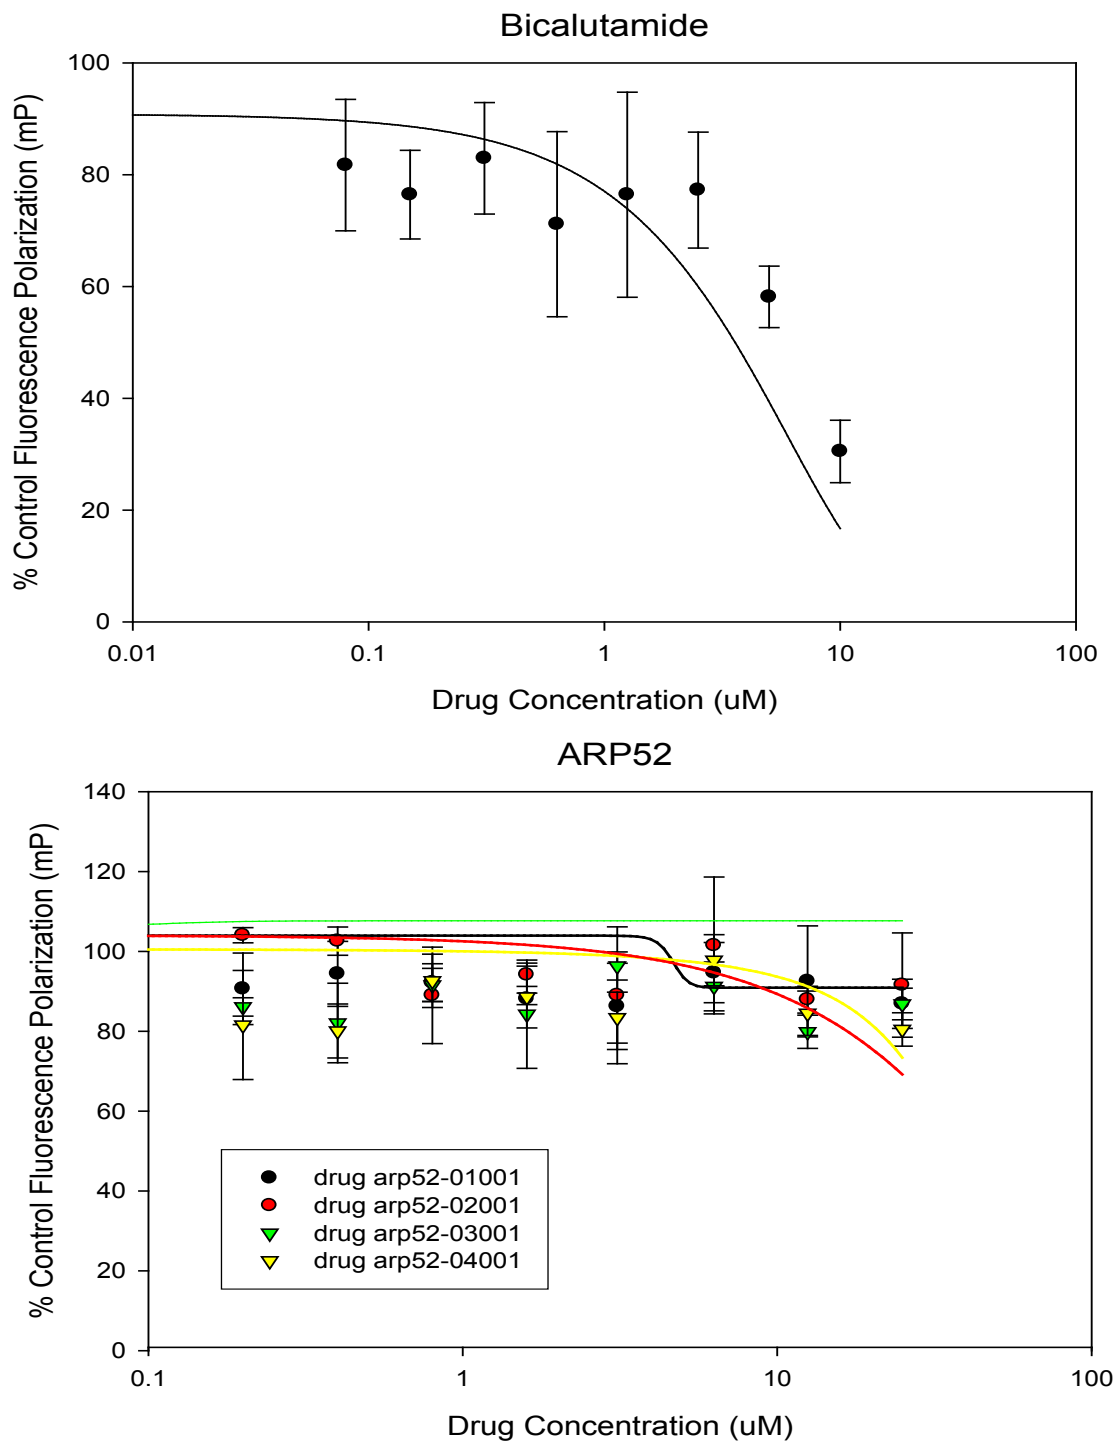 Bicalutamide
100
80
60
40
20
0
% Control Fluorescence Polarization (mP)
0.01 0.1 1 10 100
Drug Concentration (uM)
ARP52
140
120
100
80
60
40
20
0
% Control Fluorescence Polarization (mP)
drug arp52-01001
drug arp52-02001
drug arp52-03001
drug arp52-04001
0.1 1 10 100
Drug Concentration (uM)